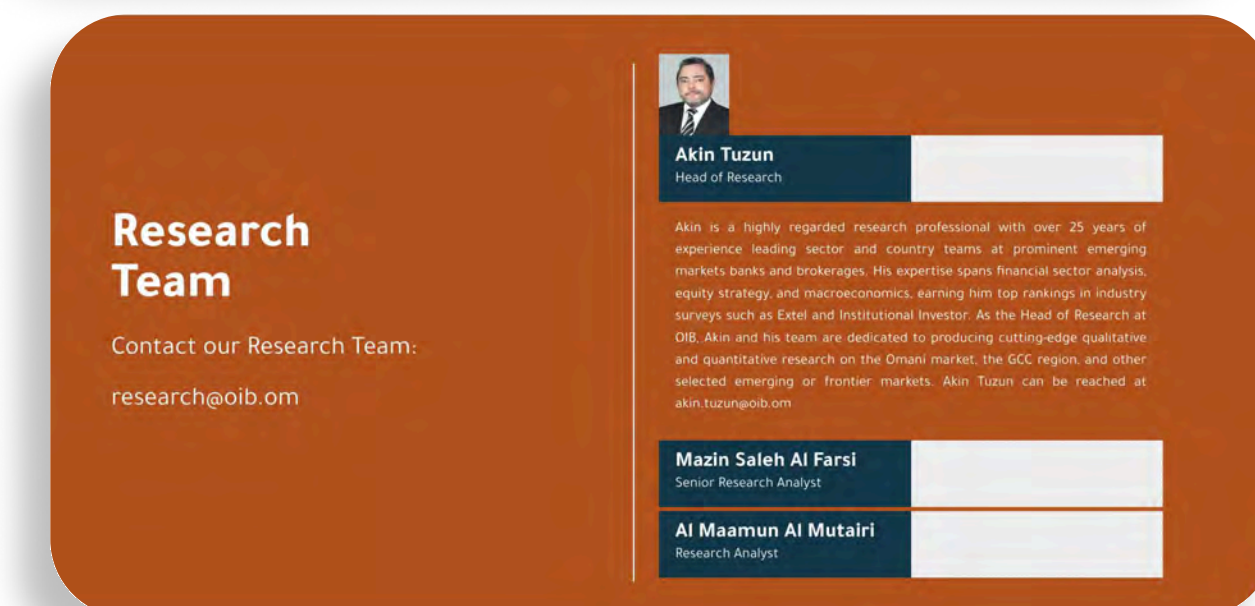 Research
Team
Contact our Research Team:
research@oib.om
Akin Tuzun
Head of Research
Akin is a highly regarded research professional with over 25 years of
experience leading sector and country teams at prominent emerging
markets banks and brokerages. His expertise spans financial sector analysis,
equity strategy, and macroeconomics, earning him top rankings in industry
surveys such as Extel and Institutional Investor. As the Head of Research at
OIB, Akin and his team are dedicated to producing cutting-edge qualitative
and quantitative research on the Omani market, the GCC region, and other
selected emerging or frontier markets. Akin Tuzun can be reached at
akin.tuzun@oib.om
Mazin Saleh Al Farsi
Senior Research Analyst
Al Maamun Al Mutairi
Research Analyst